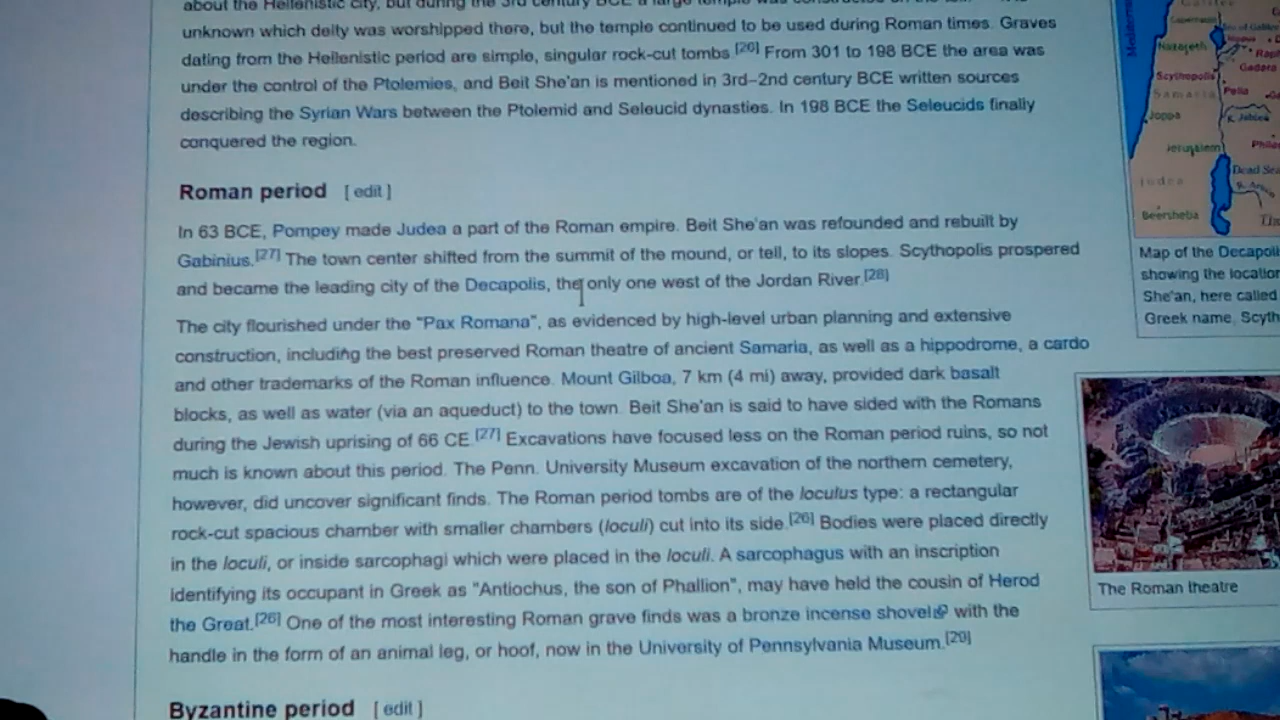 about the Hellenistic city, but during the 3rd century BCE a large temple was constructed on the
unknown which deity was worshipped there, but the temple continued to be used during Roman times. Graves
dating from the Hellenistic period are simple, singular rock-cut tombs.[26] From 301 to 198 BCE the area was
under the control of the Ptolemies, and Beit She'an is mentioned in 3rd–2nd century BCE written sources
describing the Syrian Wars between the Ptolemid and Seleucid dynasties. In 198 BCE the Seleucids finally
conquered the region.
Roman period [ edit ]
In 63 BCE, Pompey made Judea a part of the Roman empire. Beit She'an was refounded and rebuilt by
Gabinius.[27] The town center shifted from the summit of the mound, or tell, to its slopes. Scythopolis prospered
and became the leading city of the Decapolis, the only one west of the Jordan River.[28]
The city flourished under the "Pax Romana", as evidenced by high-level urban planning and extensive
construction, including the best preserved Roman theatre of ancient Samaria, as well as a hippodrome, a cardo
and other trademarks of the Roman influence. Mount Gilboa, 7 km (4 mi) away, provided dark basalt
blocks, as well as water (via an aqueduct) to the town. Beit She'an is said to have sided with the Romans
during the Jewish uprising of 66 CE.[27] Excavations have focused less on the Roman period ruins, so not
much is known about this period. The Penn. University Museum excavation of the northern cemetery,
however, did uncover significant finds. The Roman period tombs are of the loculus type: a rectangular
rock-cut spacious chamber with smaller chambers (loculi) cut into its side.[26] Bodies were placed directly
in the loculi, or inside sarcophagi which were placed in the loculi. A sarcophagus with an inscription
identifying its occupant in Greek as "Antiochus, the son of Phallion", may have held the cousin of Herod
the Great.[26] One of the most interesting Roman grave finds was a bronze incense shovel with the
handle in the form of an animal leg, or hoof, now in the University of Pennsylvania Museum.[29]
Byzantine period [ edit ]
Nazareth
Gadara
Scythopolis
Samaria
Pella
Joppa
K. Jabbok
Jerusalem
Dead Sea
Judea
Beersheba
Map of the Decapoli
showing the location
She'an, here called
Greek name, Scyth
The Roman theatre